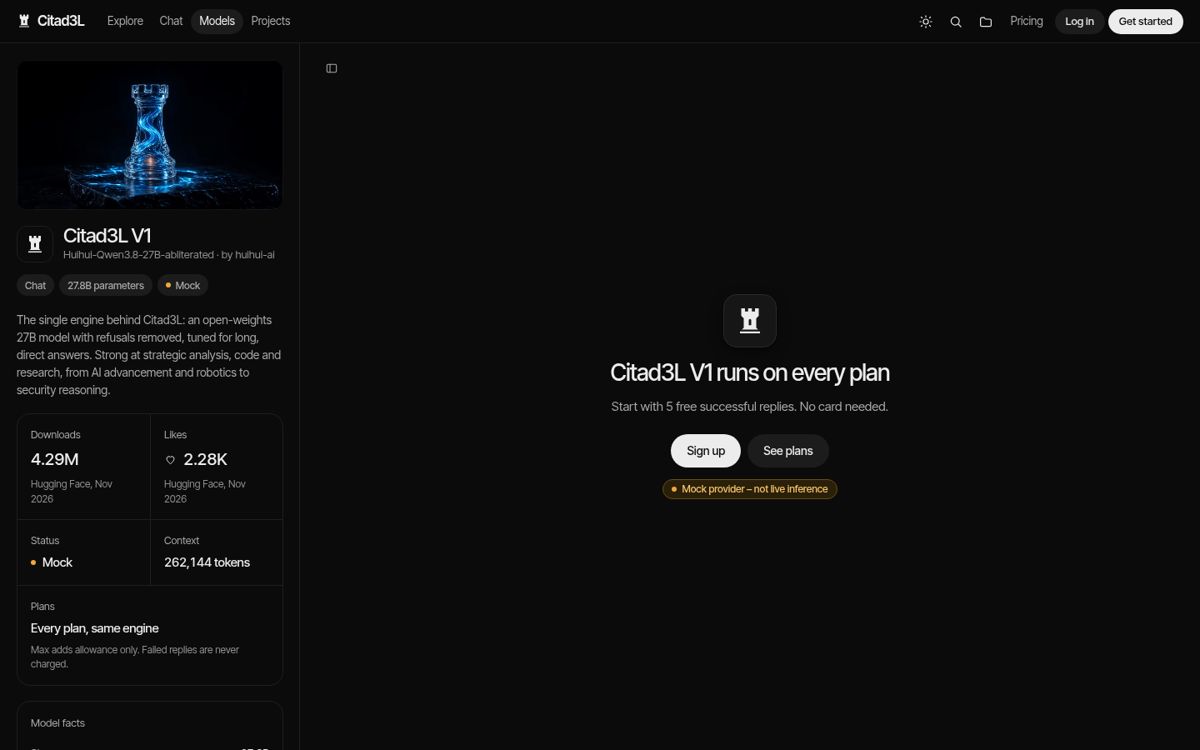 Citad3L
Explore
Chat
Models
Projects
Pricing
Log in
Get started
Citad3L V1
Huihui-Qwen3.8-27B-abliterated · by huihui-ai
Chat
27.8B parameters
Mock
The single engine behind Citad3L: an open-weights
27B model with refusals removed, tuned for long,
direct answers. Strong at strategic analysis, code and
research, from AI advancement and robotics to
security reasoning.
Downloads
4.29M
Hugging Face, Nov
2026
Likes
2.28K
Hugging Face, Nov
2026
Status
Mock
Context
262,144 tokens
Plans
Every plan, same engine
Max adds allowance only. Failed replies are never
charged.
Model facts
Citad3L V1 runs on every plan
Start with 5 free successful replies. No card needed.
Sign up
See plans
Mock provider – not live inference